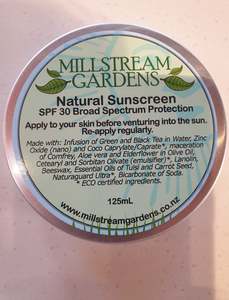 MILLSTREAM
GARDENS
Natural Sunscreen
SPF 30 Broad Spectrum Protection
Apply to your skin before venturing into the sun.
Re-apply regularly.
Made with: Infusion of Green and Black Tea in Water, Zinc
Oxide (nano) and Coco Caprylate/Caprate*, maceration
of Comfrey, Aloe vera and Elderflower in Olive Oil,
Cetearyl and Sorbitan Olivate (emulsifier)*, Lanolin,
Beeswax, Essential Oils of Tulsi and Carrot Seed,
Naturaguard Ultra*, Bicarbonate of Soda.
* ECO certified ingredients.
125mL
www.millstreamgardens.co.nz